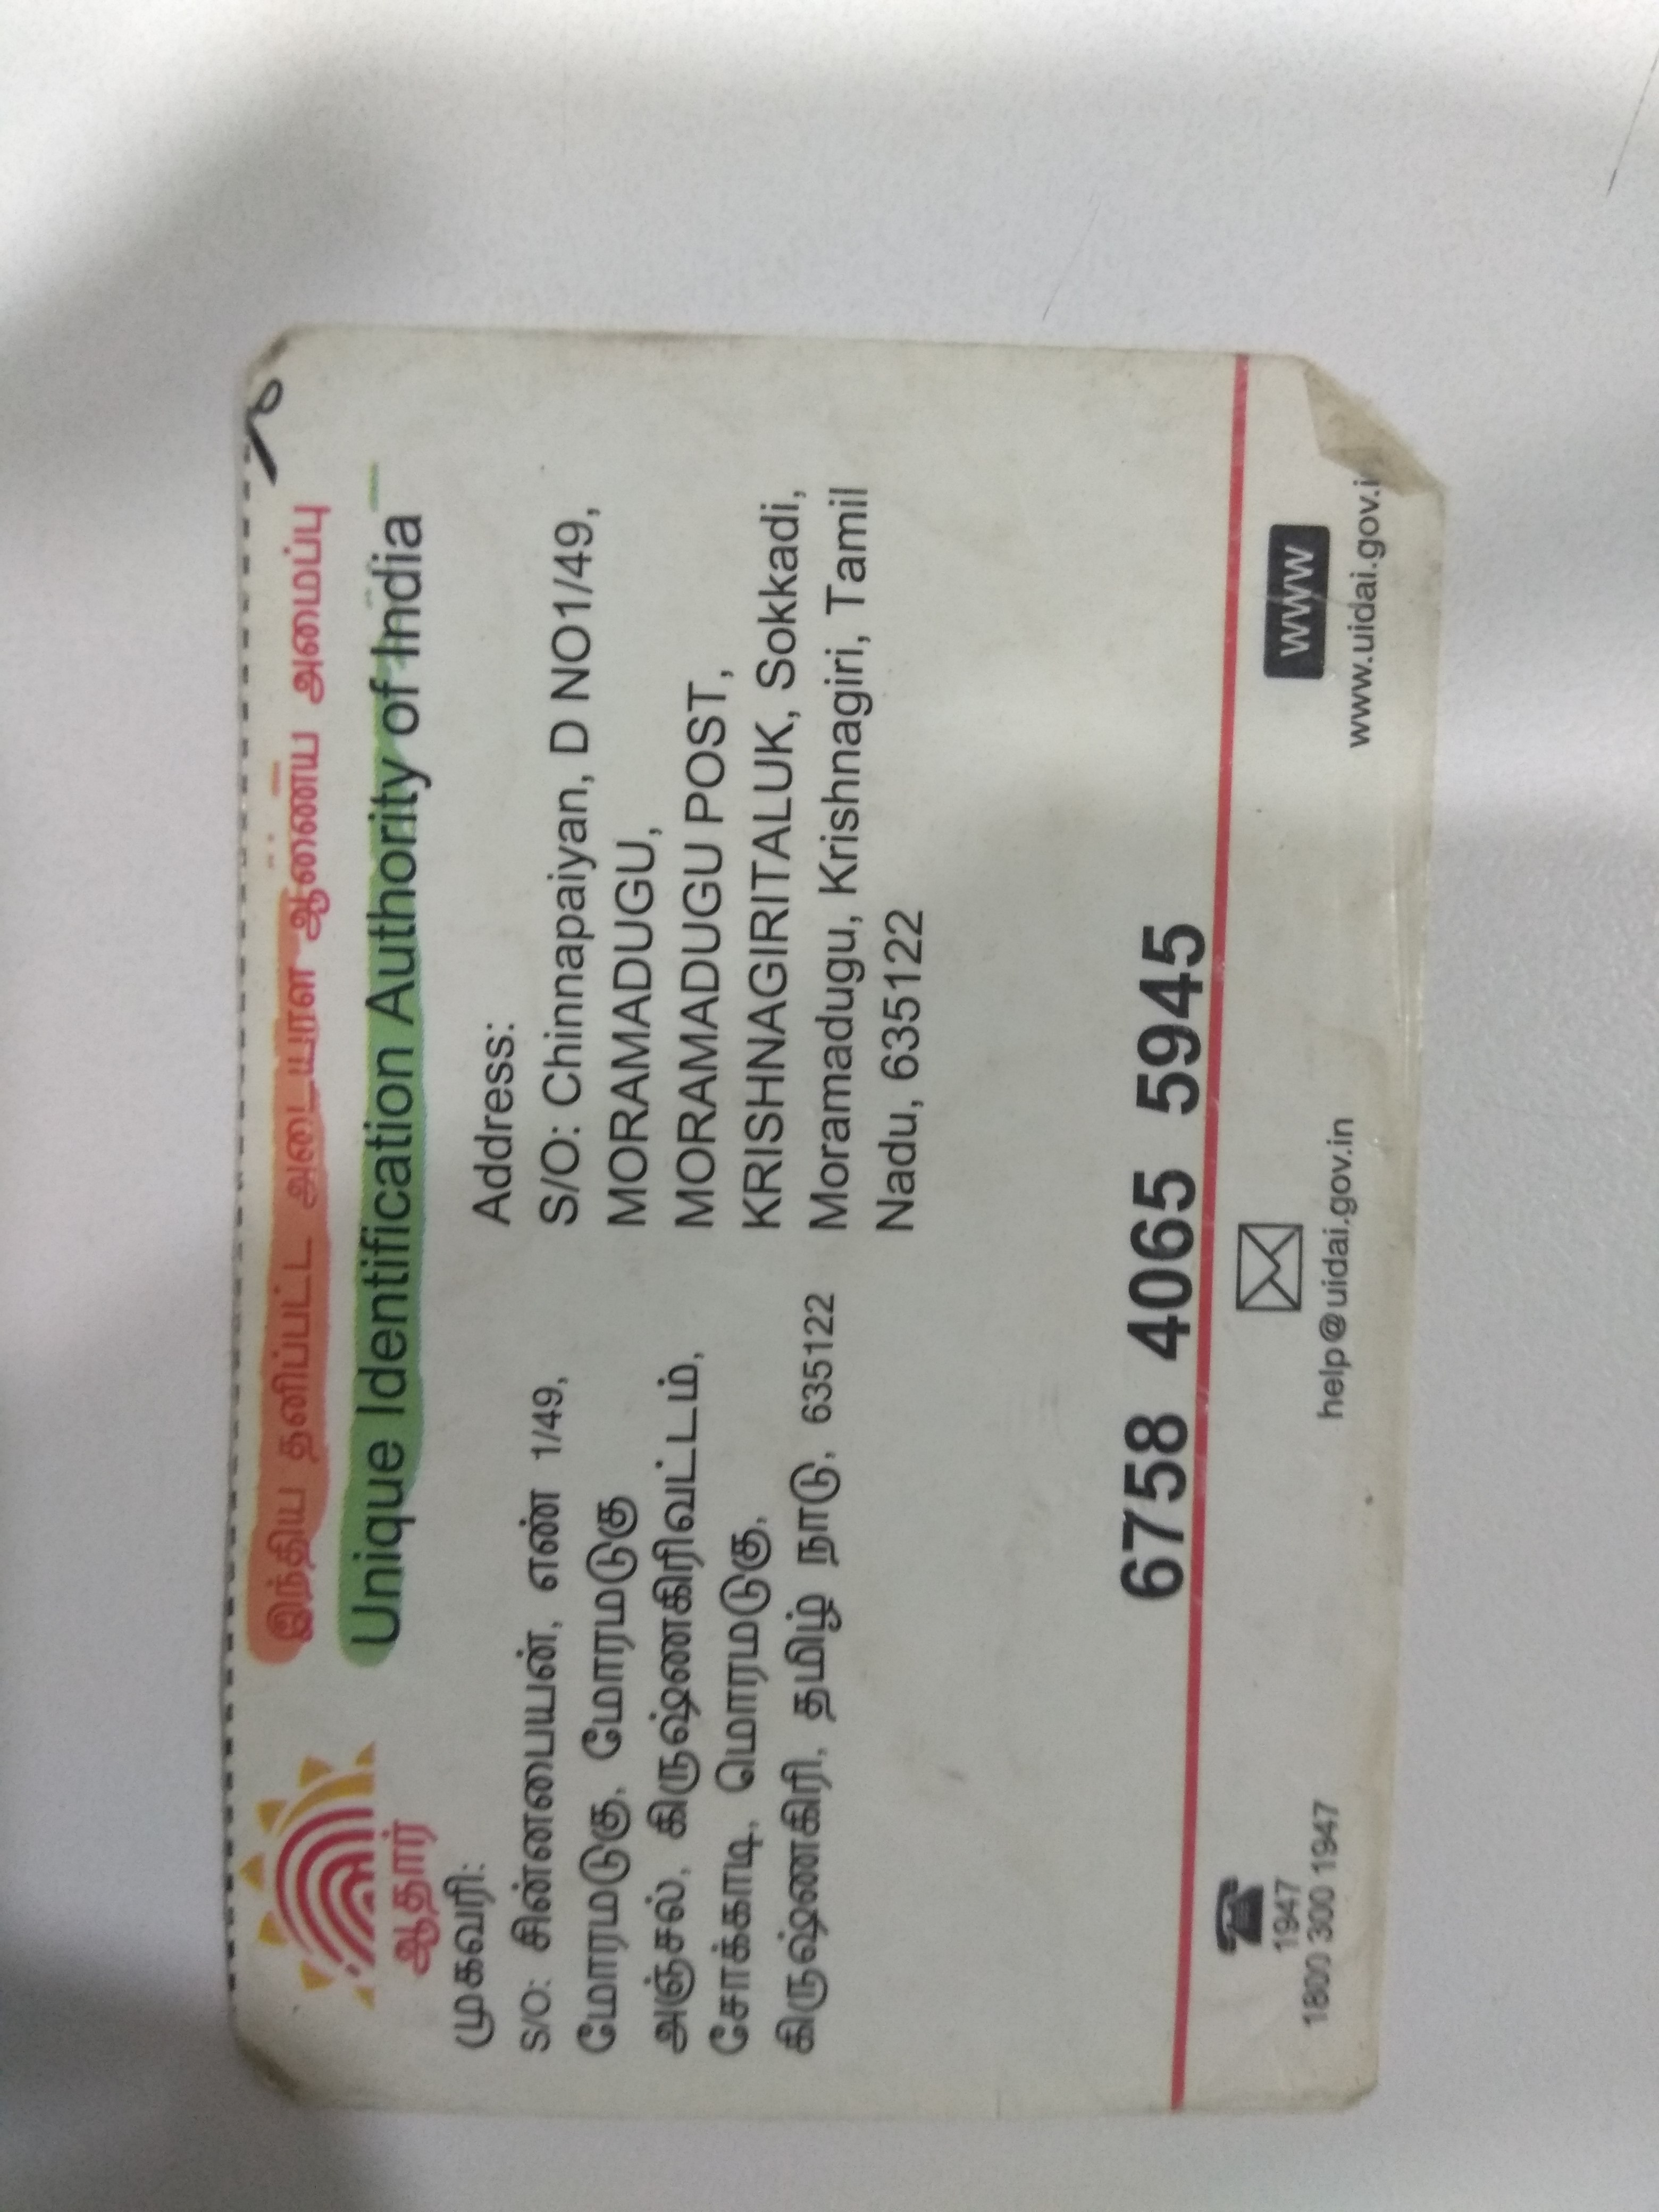 இந்திய தனிப்பட்ட அடையாள ஆணைய அமைப்பு
Unique Identification Authority of India
ஆதார்
முகவரி:
S/O: சின்னபையன், எண் 1/49,
மோரமடுகு, மோரமடுகு
அஞ்சல், கிருஷ்ணகிரிவட்டம்,
சோக்காடி, மொரமடுகு,
கிருஷ்ணகிரி, தமிழ் நாடு, 635122
Address:
S/O: Chinnapaiyan, D NO1/49,
MORAMADUGU,
MORAMADUGU POST,
KRISHNAGIRITALUK, Sokkadi,
Moramadugu, Krishnagiri, Tamil
Nadu, 635122
6758 4065 5945
1947
1800 300 1947
help@uidai.gov.in
WWW
www.uidai.gov.i